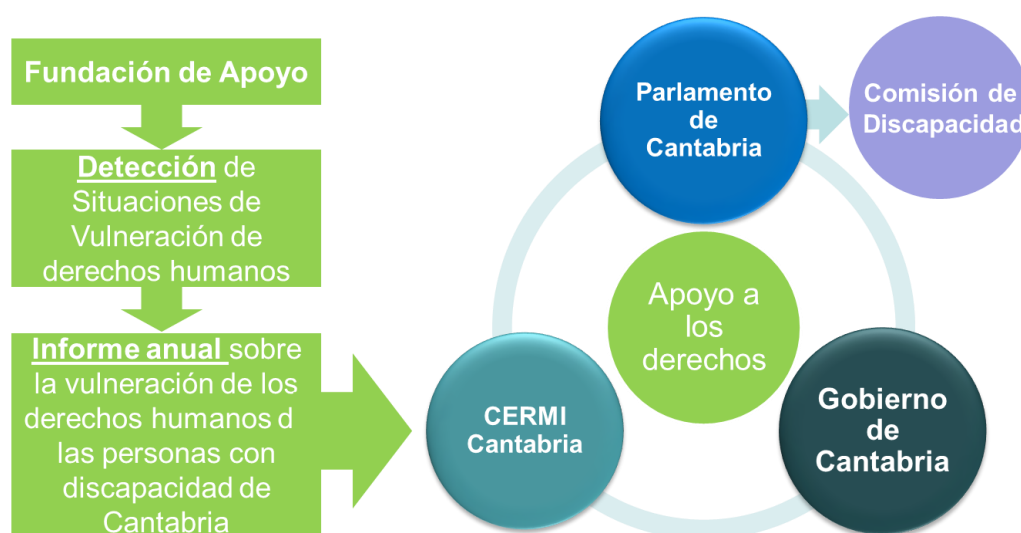 Fundación de Apoyo
Detección de
Situaciones de
Vulneración de
derechos humanos
Informe anual sobre
la vulneración de los
derechos humanos d
las personas con
discapacidad de
Cantabria
Parlamento
de
Cantabria
Comisión de
Discapacidad
Apoyo a
los
derechos
CERMI
Cantabria
Gobierno
de
Cantabria